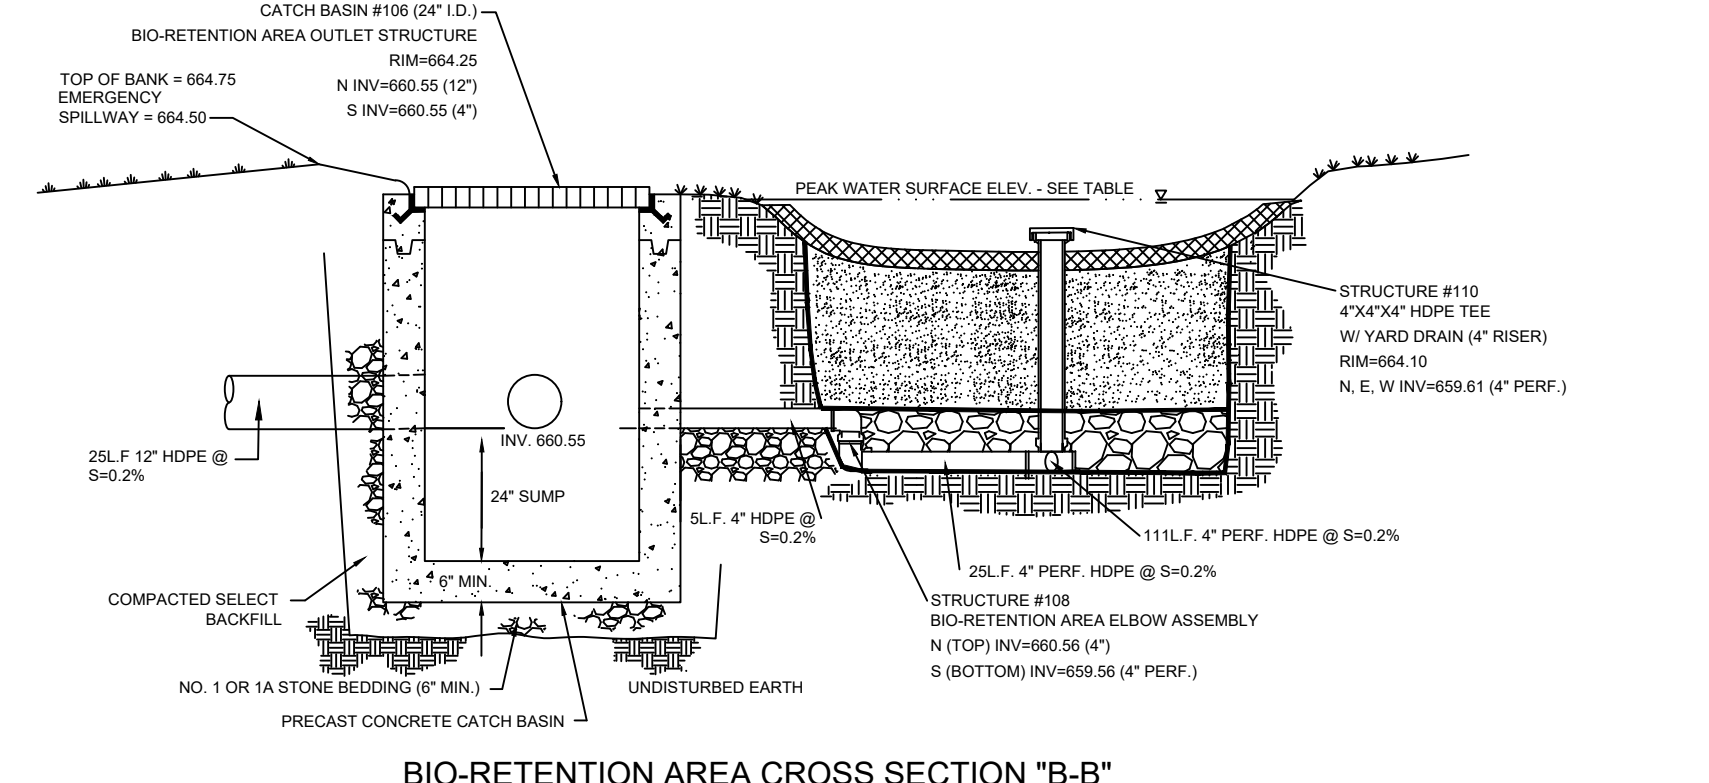 CATCH BASIN #106 (24" I.D.)
BIO-RETENTION AREA OUTLET STRUCTURE
RIM=664.25
N INV=660.55 (12")
S INV=660.55 (4")
TOP OF BANK = 664.75
EMERGENCY
SPILLWAY = 664.50
PEAK WATER SURFACE ELEV. - SEE TABLE
STRUCTURE #110
4"X4"X4" HDPE TEE
W/ YARD DRAIN (4" RISER)
RIM=664.10
N, E, W INV=659.61 (4" PERF.)
INV. 660.55
25L.F 12" HDPE @
S=0.2%
24" SUMP
5L.F. 4" HDPE @
S=0.2%
111L.F. 4" PERF. HDPE @ S=0.2%
25L.F. 4" PERF. HDPE @ S=0.2%
6" MIN.
COMPACTED SELECT
BACKFILL
STRUCTURE #108
BIO-RETENTION AREA ELBOW ASSEMBLY
N (TOP) INV=660.56 (4")
S (BOTTOM) INV=659.56 (4" PERF.)
NO. 1 OR 1A STONE BEDDING (6" MIN.)
UNDISTURBED EARTH
PRECAST CONCRETE CATCH BASIN
BIO-RETENTION AREA CROSS SECTION "B-B"